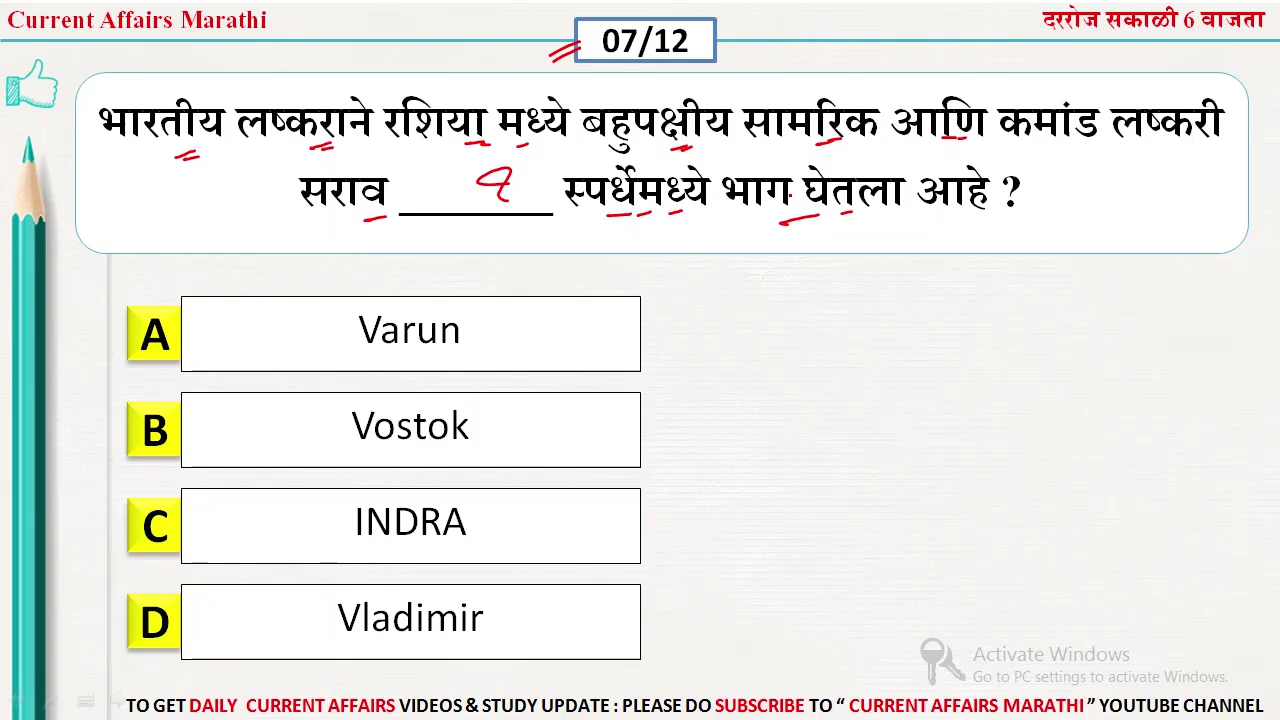 Current Affairs Marathi
दररोज सकाळी 6 वाजता
07/12
भारतीय लष्कराने रशिया मध्ये बहुपक्षीय सामरिक आणि कमांड लष्करी
सराव ________ स्पर्धेमध्ये भाग घेतला आहे ?
A Varun
B Vostok
C INDRA
D Vladimir
Activate Windows
Go to PC settings to activate Windows.
TO GET DAILY CURRENT AFFAIRS VIDEOS & STUDY UPDATE : PLEASE DO SUBSCRIBE TO “ CURRENT AFFAIRS MARATHI ” YOUTUBE CHANNEL